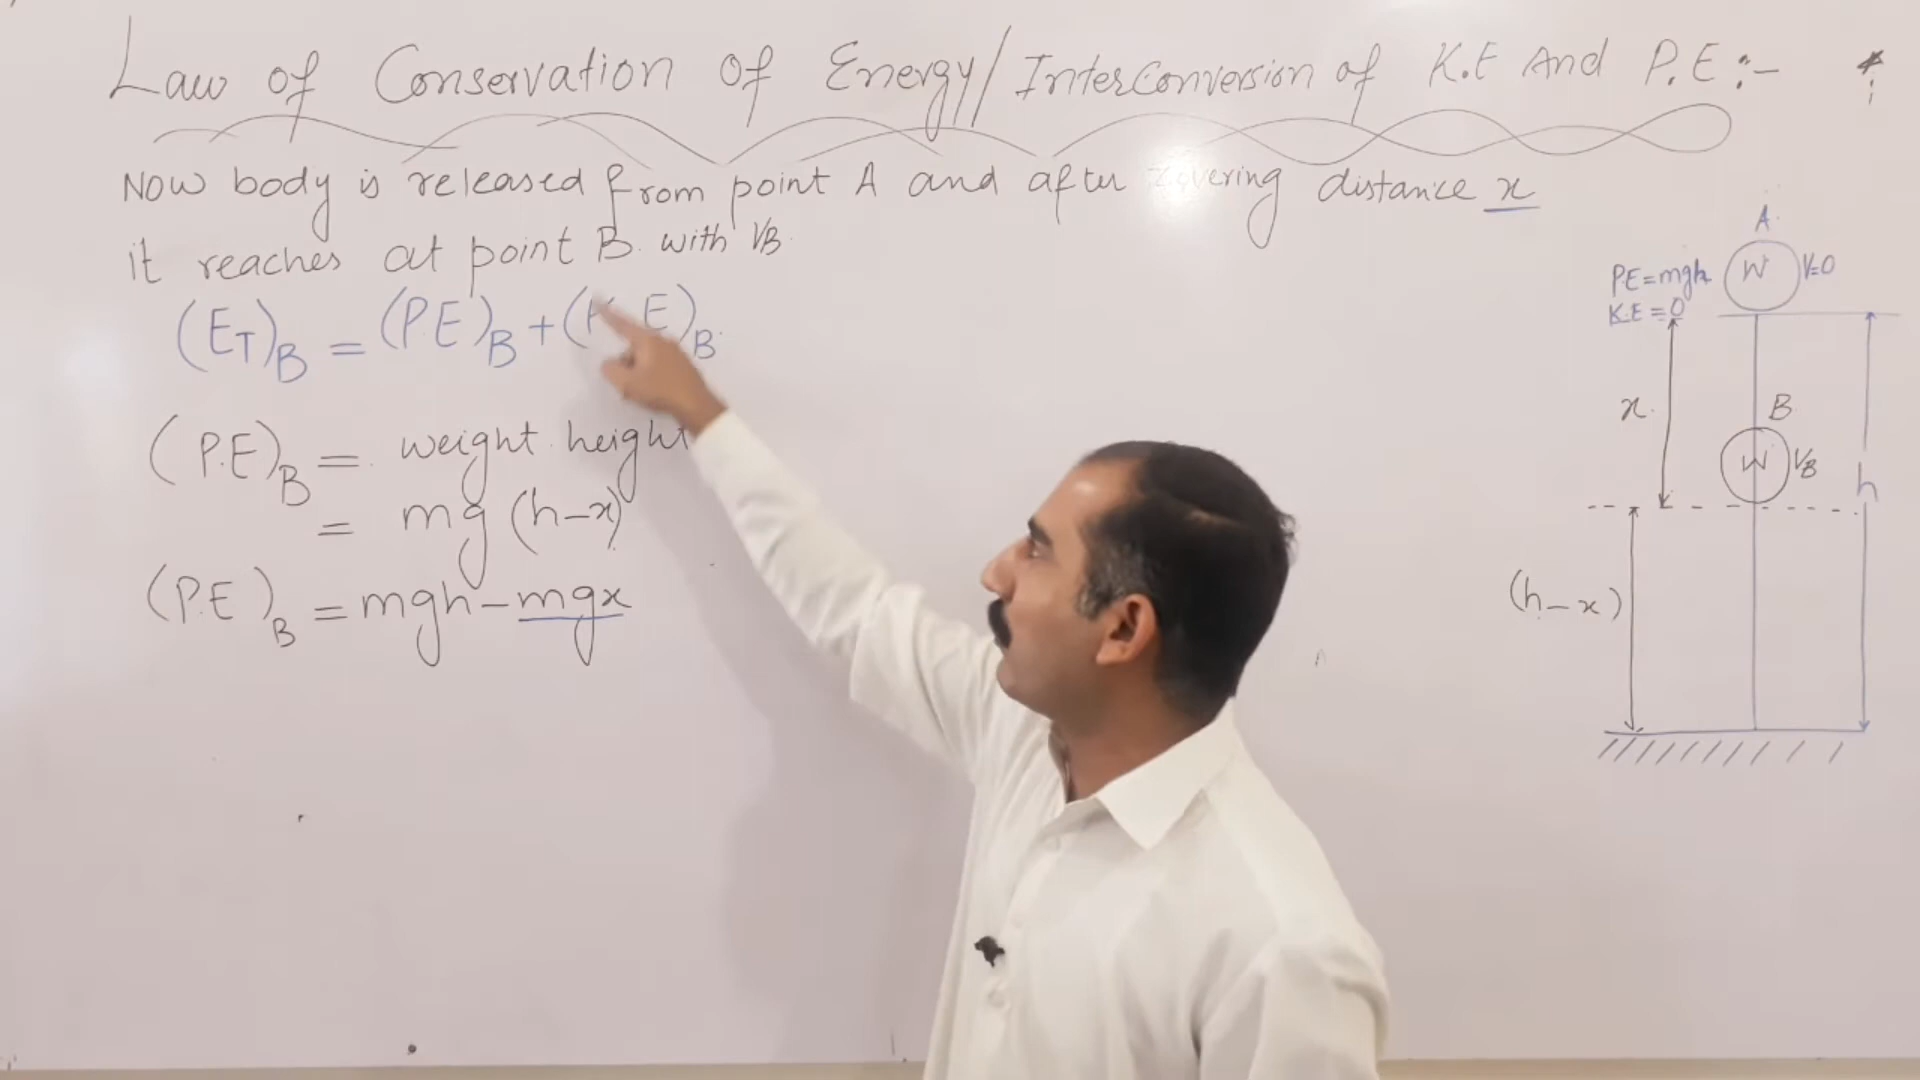 Law of Conservation of Energy/Interconversion of K.E And P.E:-
Now body is released from point A and after covering distance x
it reaches at point B. with VB.
(ET)B = (P.E)B + (K.E)B.
(P.E)B = weight. height
= mg (h-x)
(P.E)B = mgh-mgx
A.
P.E=mgh
W
V=0
K.E=0
x.
B
W
VB
h
(h-x)